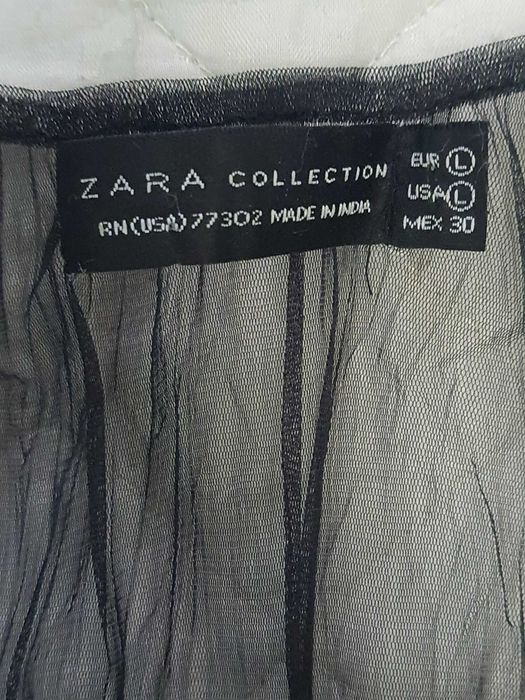 ZARA COLLECTION
RN(USA)77302 MADE IN INDIA
EUR L
USA L
MEX 30